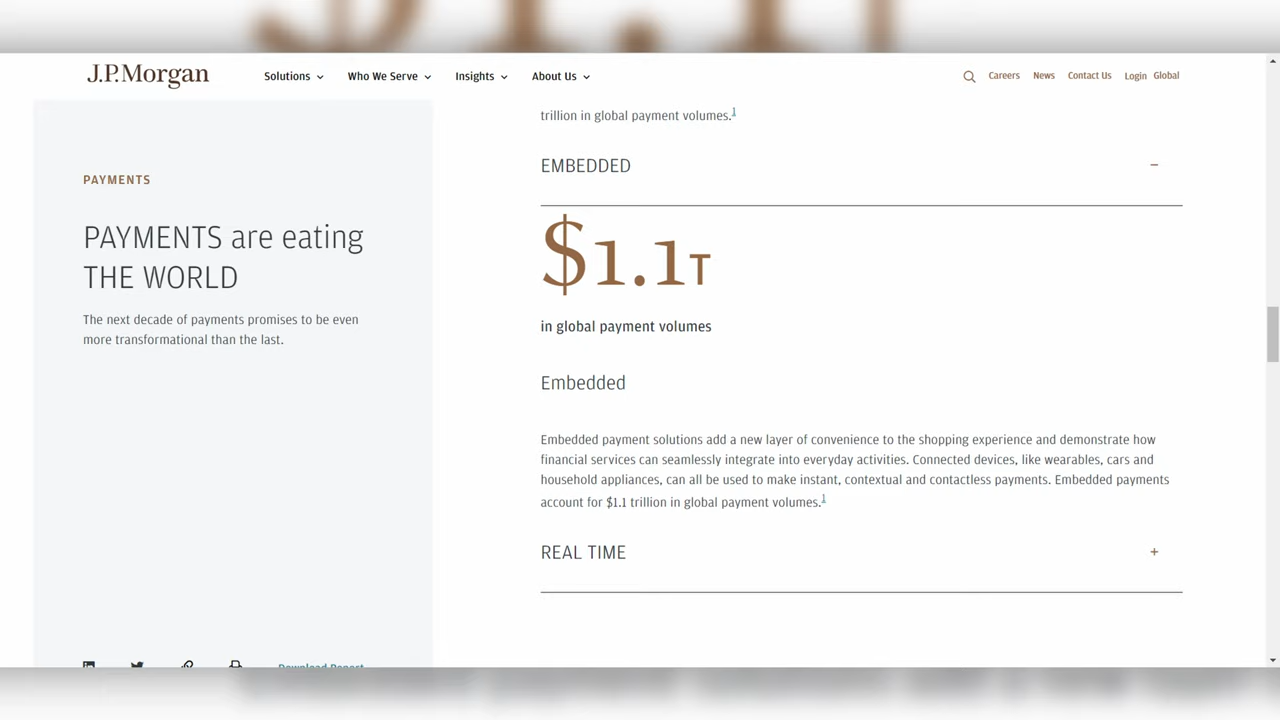 J.P.Morgan
Solutions
Who We Serve
Insights
About Us
Careers
News
Contact Us
Login
Global
PAYMENTS
PAYMENTS are eating
THE WORLD
The next decade of payments promises to be even
more transformational than the last.
Download Report
trillion in global payment volumes.1
EMBEDDED
$1.1T
in global payment volumes
Embedded
Embedded payment solutions add a new layer of convenience to the shopping experience and demonstrate how
financial services can seamlessly integrate into everyday activities. Connected devices, like wearables, cars and
household appliances, can all be used to make instant, contextual and contactless payments. Embedded payments
account for $1.1 trillion in global payment volumes.1
REAL TIME